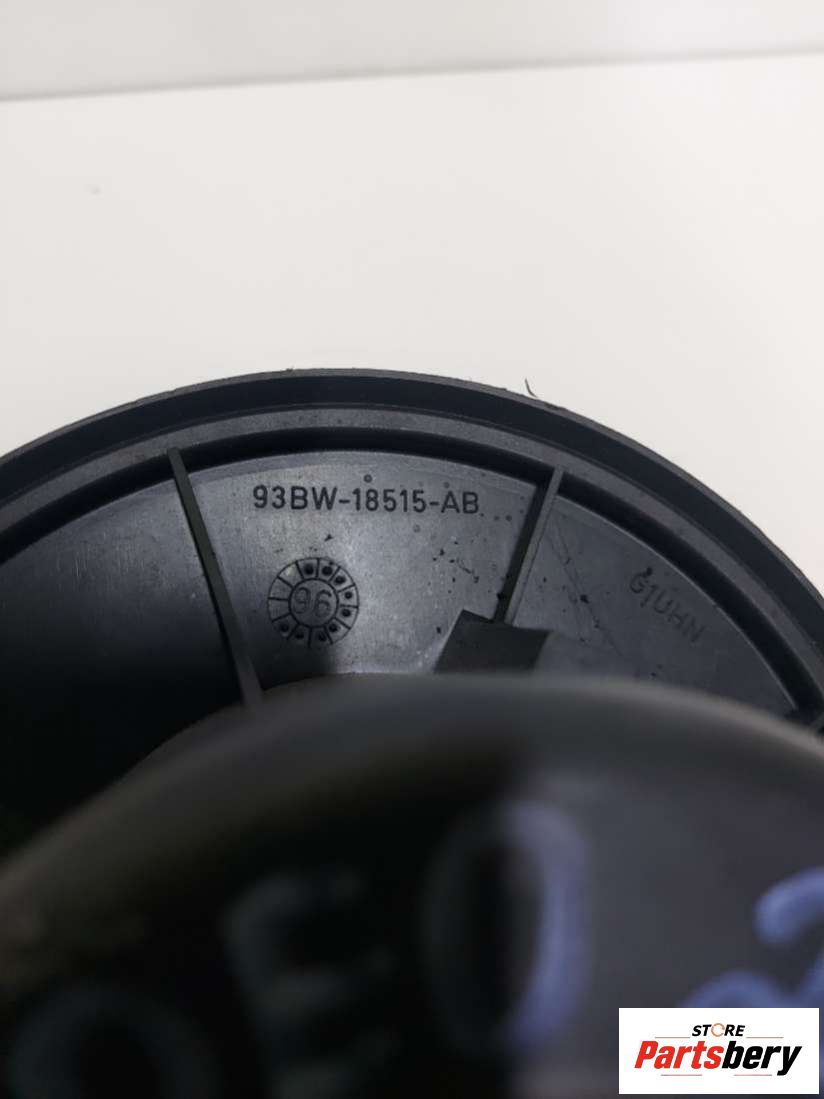 93BW-18515-AB
96
G1UHN
STORE
Partsbery